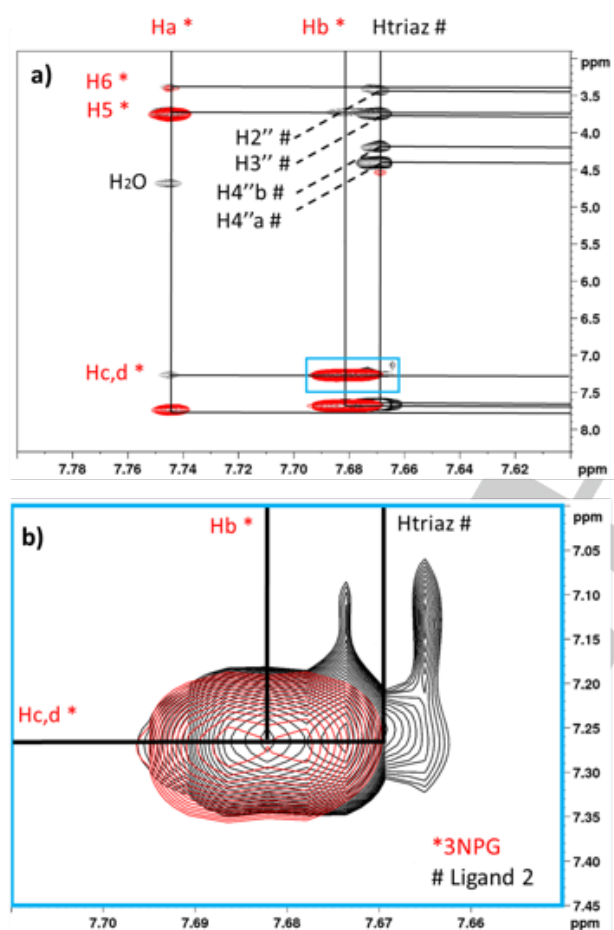 Ha * Hb * Htriaz #
a) ppm
H6 *
3.5
H5 *
4.0
H2'' #
H3'' #
H2O
4.5
H4''b #
5.0
H4''a #
5.5
6.0
6.5
7.0
Hc,d *
7.5
8.0
7.78 7.76 7.74 7.72 7.70 7.68 7.66 7.64 7.62 ppm
b) Hb * Htriaz # ppm
7.05
7.10
7.15
7.20
Hc,d *
7.25
7.30
7.35
*3NPG
7.40
# Ligand 2
7.45
7.70 7.69 7.68 7.67 7.66 ppm